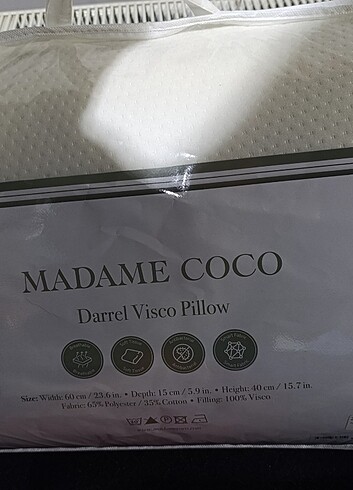 MADAME COCO
Darrel Visco Pillow
Size: Width: 60 cm / 23.6 in. • Depth: 15 cm / 5.9 in. • Height: 40 cm / 15.7 in.
Fabric: 65% Polyester / 35% Cotton • Filling: 100% Visco